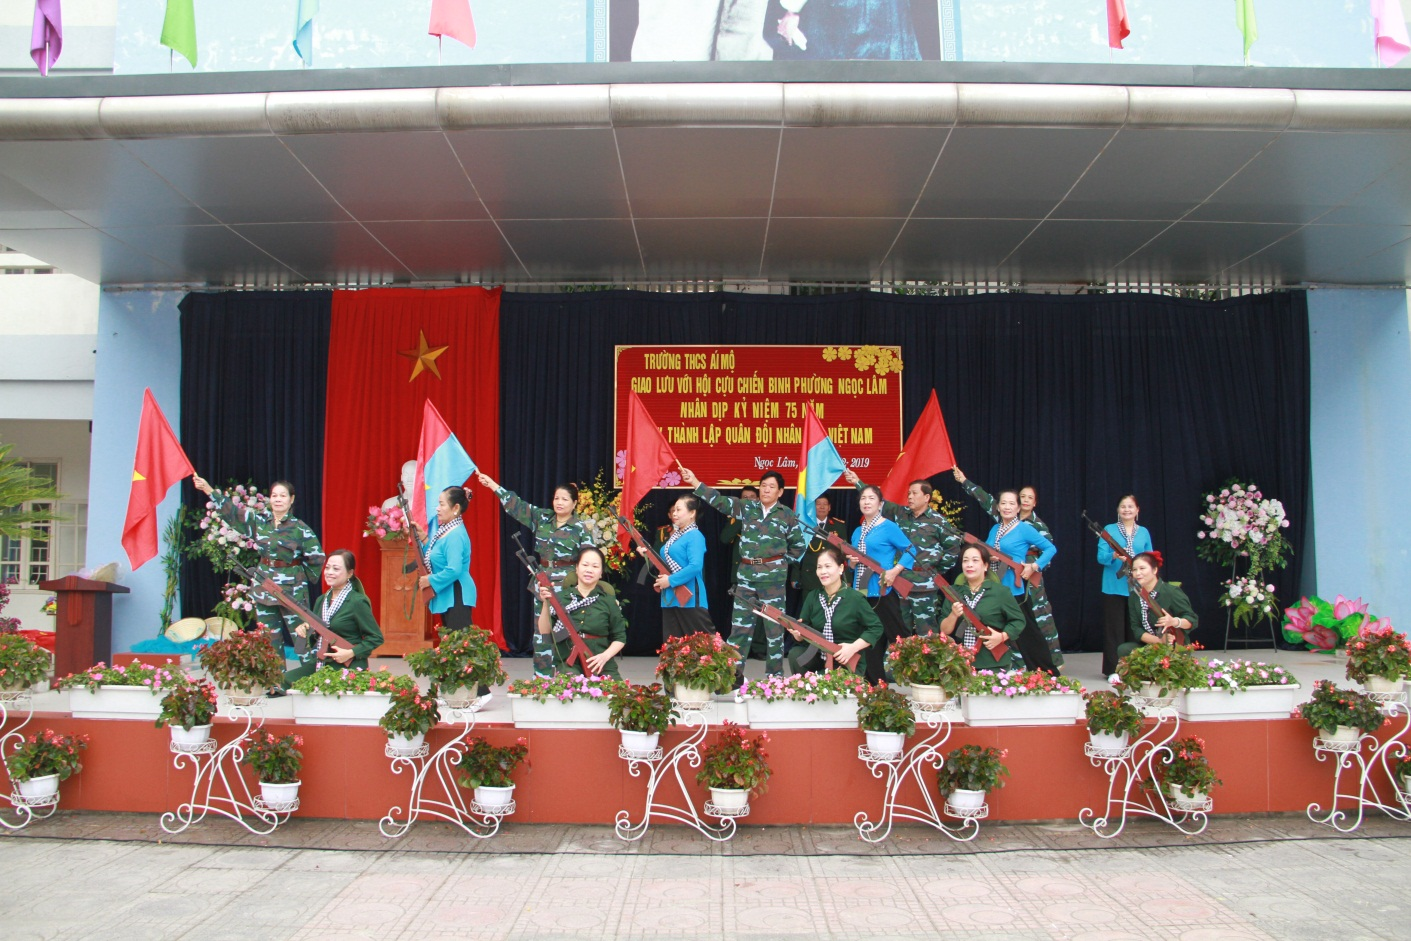 TRƯỜNG THCS ÁI MỘ
GIAO LƯU VỚI HỘI CỰU CHIẾN BINH PHƯỜNG NGỌC LÂM
NHÂN DỊP KỶ NIỆM 75 NĂM
THÀNH LẬP QUÂN ĐỘI NHÂN VIỆT NAM
Ngọc Lâm, 2019